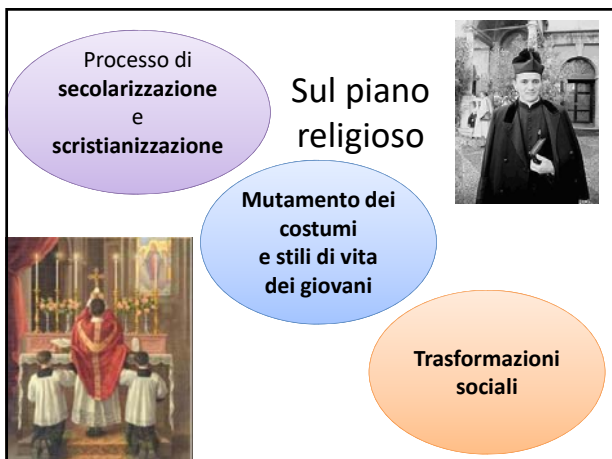 Processo di
secolarizzazione
e
scristianizzazione
Sul piano
religioso
Mutamento dei
costumi
e stili di vita
dei giovani
Trasformazioni
sociali